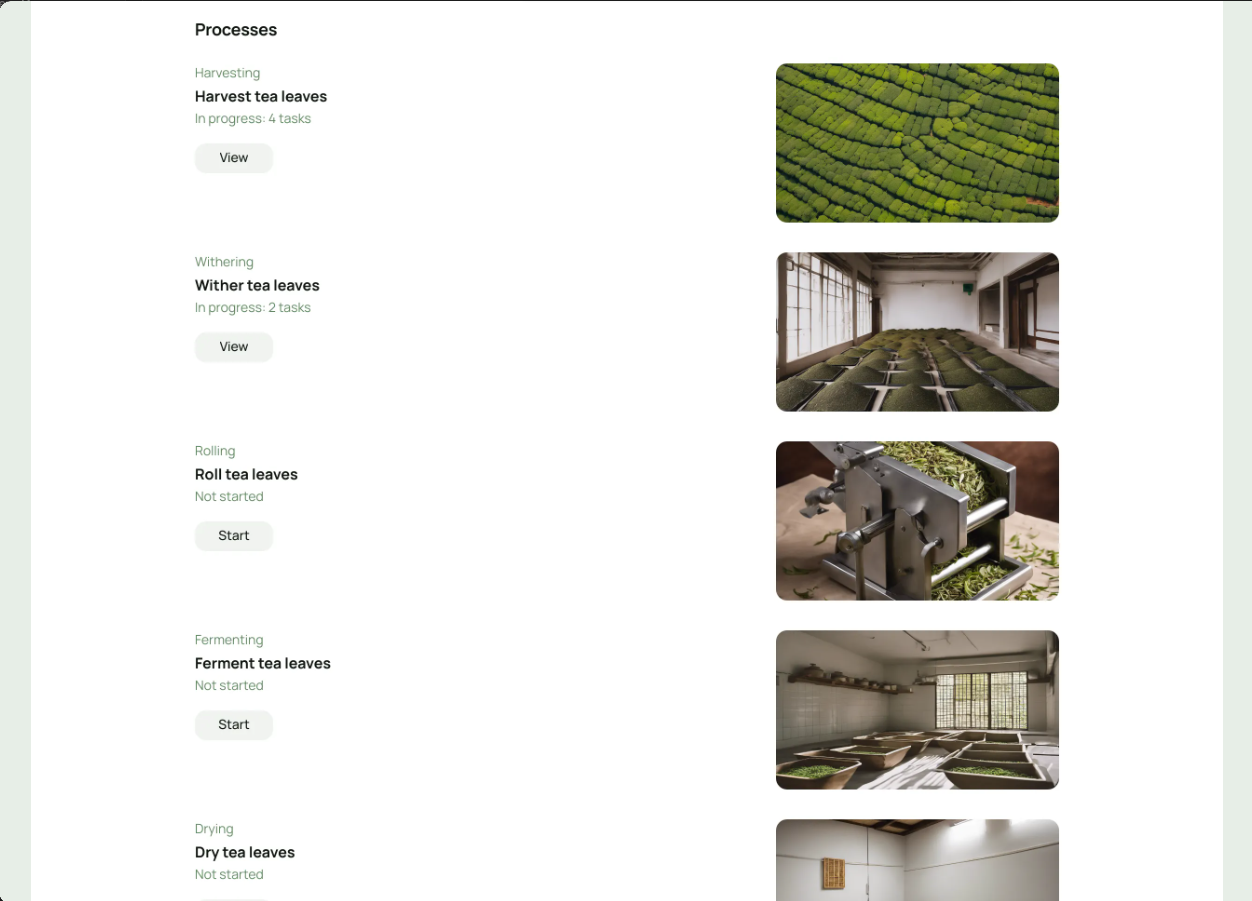 Processes
Harvesting
Harvest tea leaves
In progress: 4 tasks
View
Withering
Wither tea leaves
In progress: 2 tasks
View
Rolling
Roll tea leaves
Not started
Start
Fermenting
Ferment tea leaves
Not started
Start
Drying
Dry tea leaves
Not started